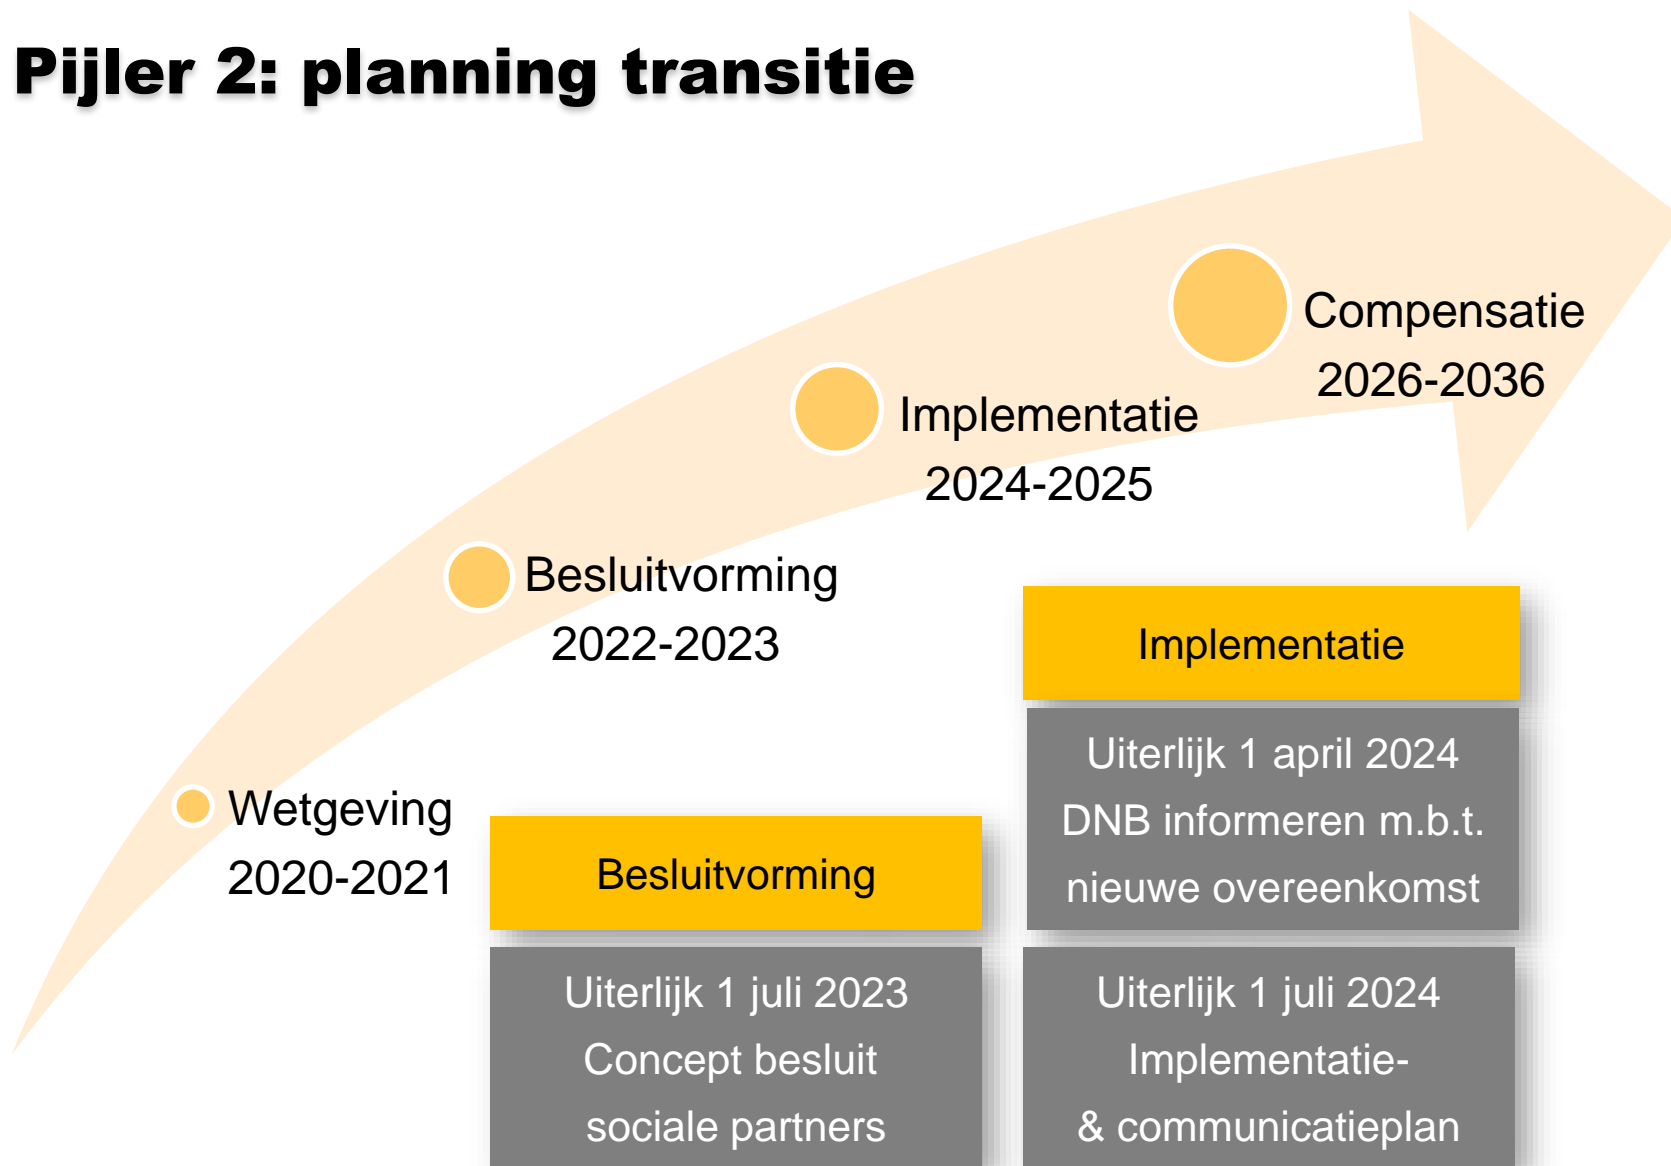 Pijler 2: planning transitie
Compensatie
2026-2036
Implementatie
2024-2025
Besluitvorming
2022-2023
Wetgeving
2020-2021
Besluitvorming
Uiterlijk 1 juli 2023
Concept besluit
sociale partners
Implementatie
Uiterlijk 1 april 2024
DNB informeren m.b.t.
nieuwe overeenkomst
Uiterlijk 1 juli 2024
Implementatie-
& communicatieplan